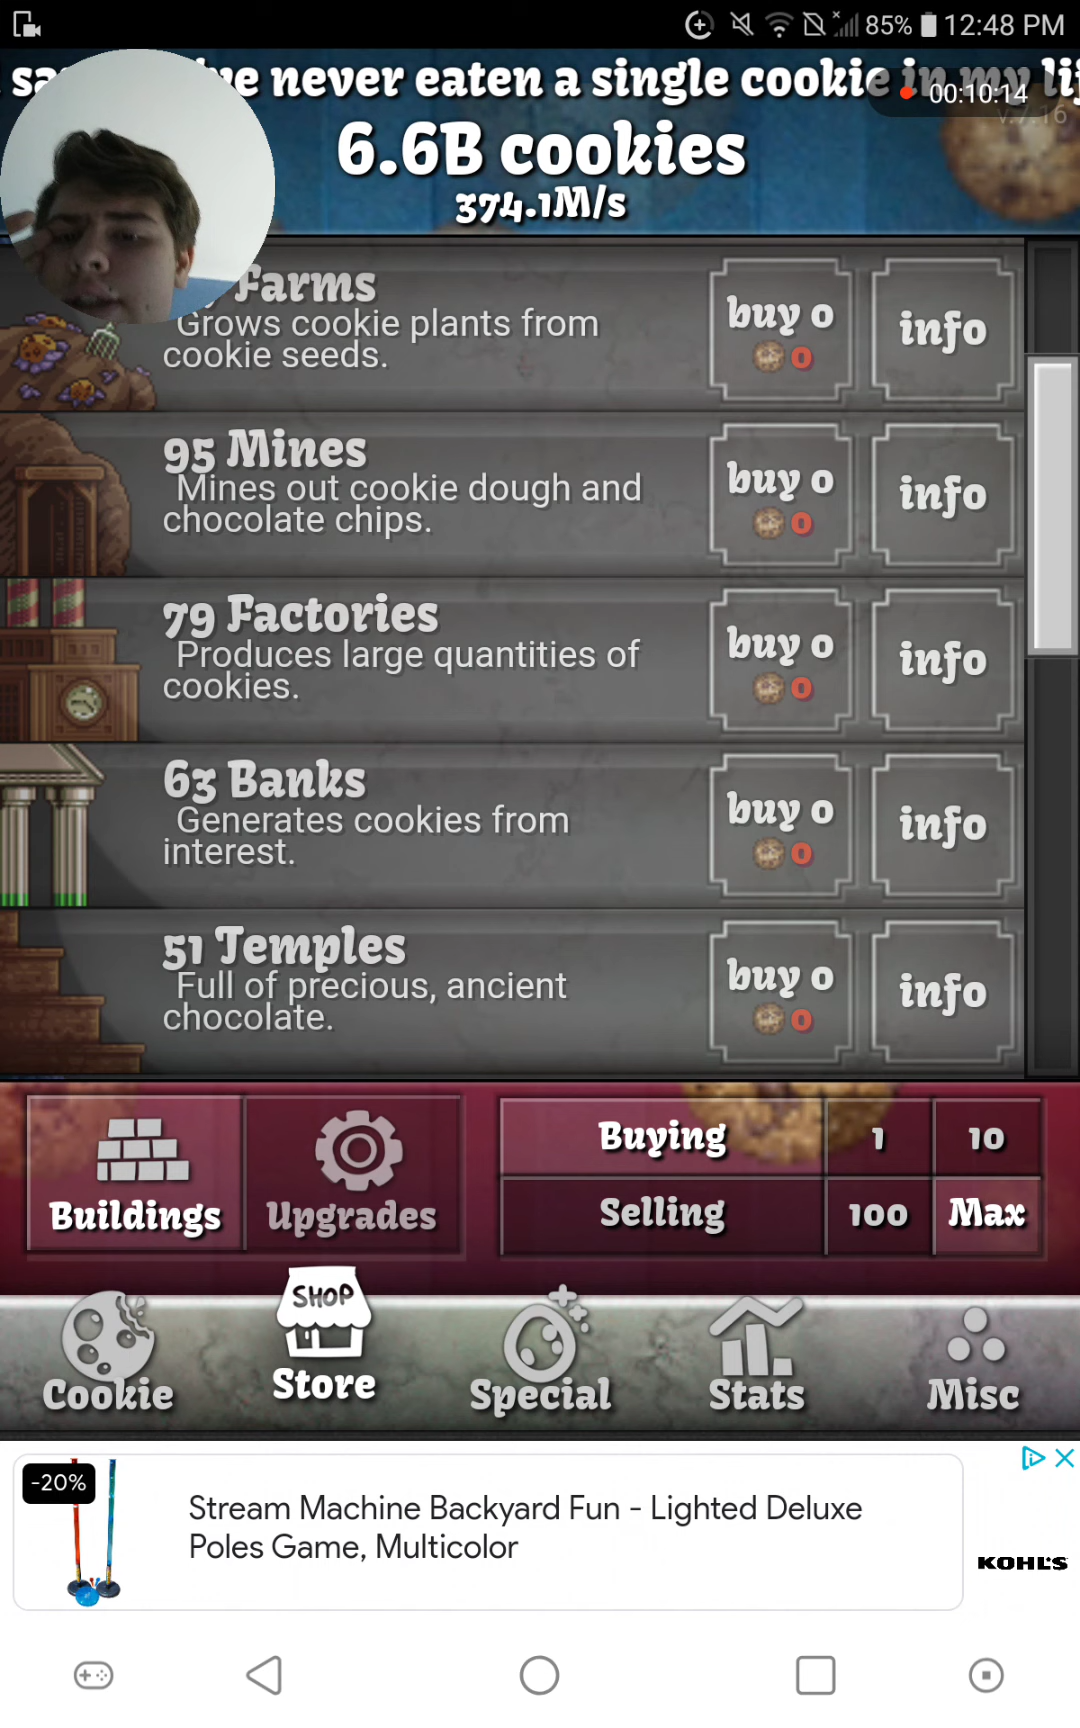 85% 12:48 PM
never eaten a single cookie in my
00:10:14
v.7.16
6.6B cookies
374.1M/s
Farms
Grows cookie plants from
cookie seeds.
buy 0
0
info
95 Mines
Mines out cookie dough and
chocolate chips.
buy 0
0
info
79 Factories
Produces large quantities of
cookies.
buy 0
0
info
63 Banks
Generates cookies from
interest.
buy 0
0
info
51 Temples
Full of precious, ancient
chocolate.
buy 0
0
info
Buildings
Upgrades
Buying
1
10
Selling
100
Max
Cookie
SHOP
Store
Special
Stats
Misc
-20%
Stream Machine Backyard Fun - Lighted Deluxe
Poles Game, Multicolor
KOHL'S